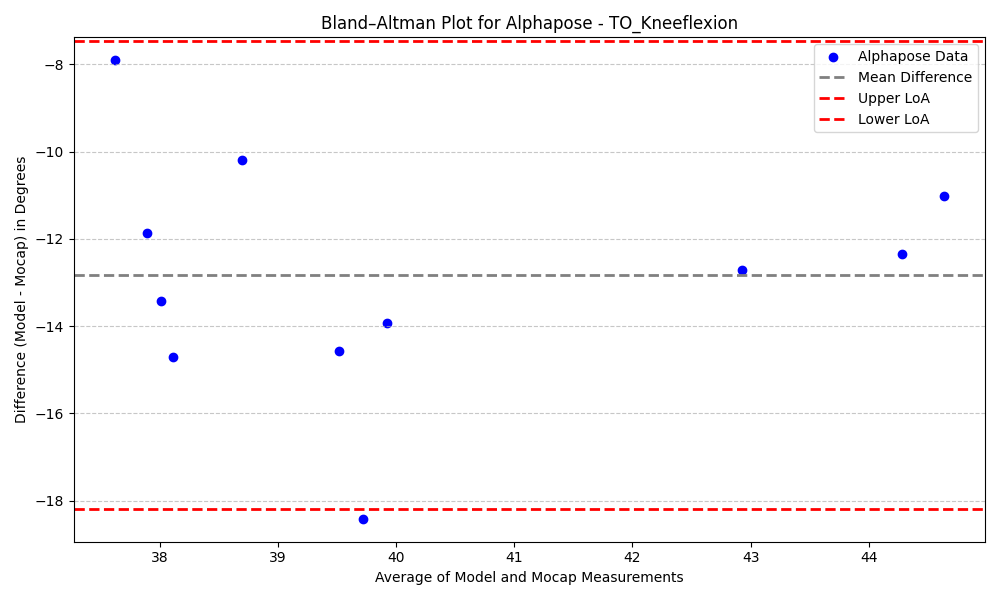 Bland–Altman Plot for Alphapose - TO_Kneeflexion
Alphapose Data
Mean Difference
Upper LoA
Lower LoA
Difference (Model - Mocap) in Degrees
−8
−10
−12
−14
−16
−18
38 39 40 41 42 43 44
Average of Model and Mocap Measurements